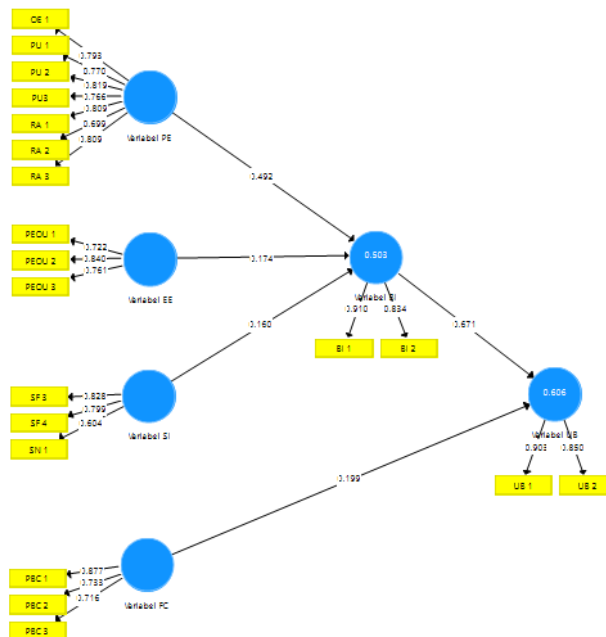 OE 1
PU 1
PU 2
PU3
RA 1
RA 2
RA 3
0.793
0.770
0.819
0.766
0.809
0.699
0.809
Variabel PE
0.492
PEOU 1
PEOU 2
PEOU 3
0.722
0.840
0.761
Variabel EE
0.174
0.503
Variabel BI
0.910
0.834
BI 1
BI 2
0.671
0.160
SF3
SF4
SN 1
0.828
0.799
0.604
Variabel SI
0.606
Variabel UB
0.903
0.850
UB 1
UB 2
0.199
PBC 1
PBC 2
PBC 3
0.877
0.733
0.716
Variabel FC